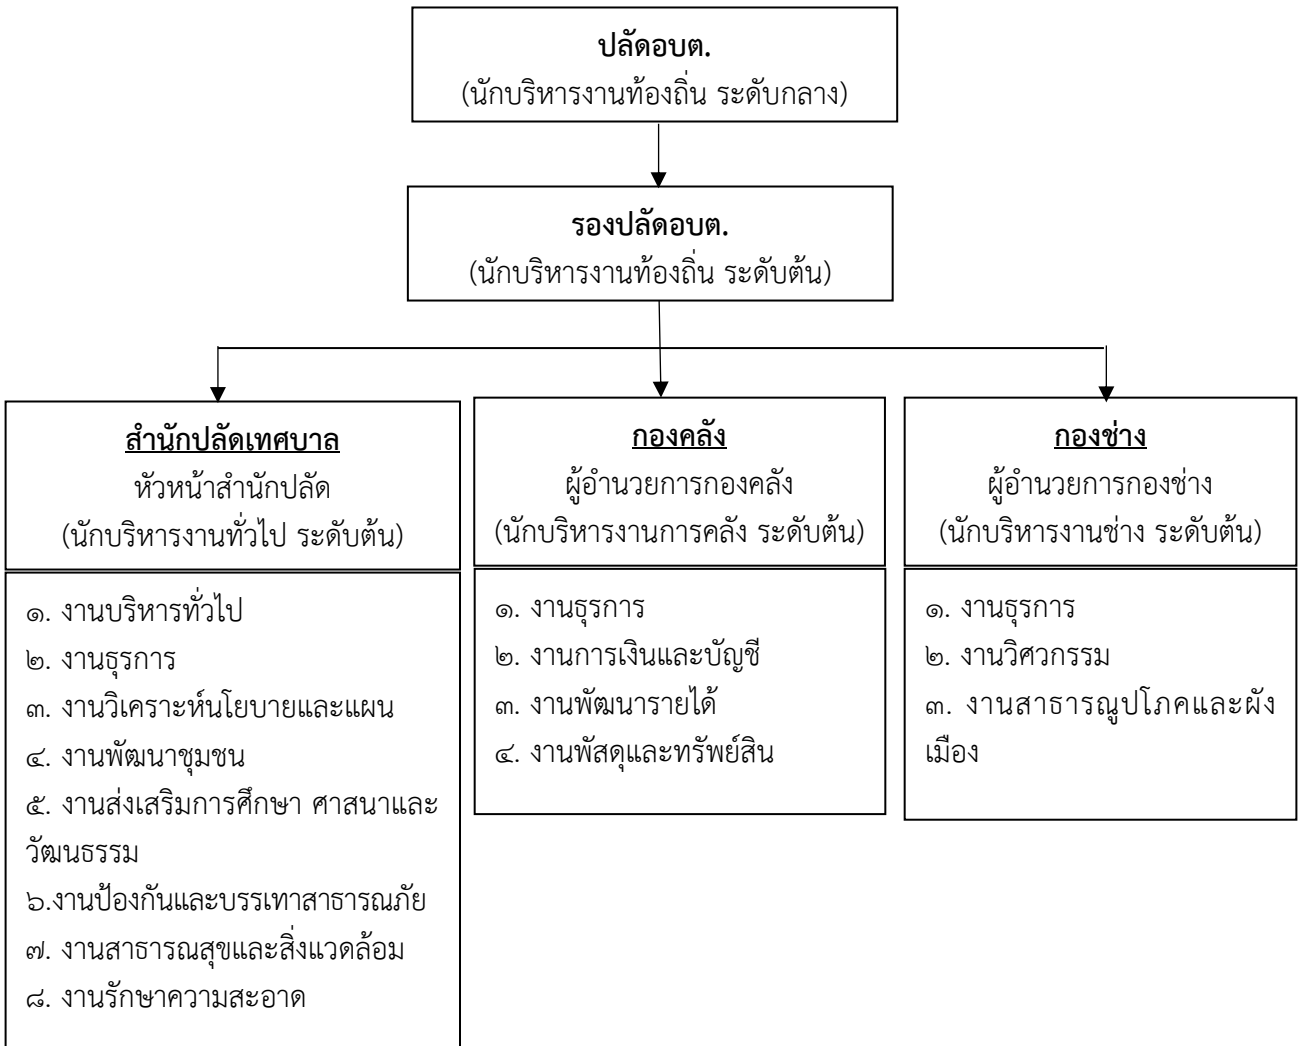 ปลัดอบต.
(นักบริหารงานท้องถิ่น ระดับกลาง)
รองปลัดอบต.
(นักบริหารงานท้องถิ่น ระดับต้น)
สำนักปลัดเทศบาล
หัวหน้าสำนักปลัด
(นักบริหารงานทั่วไป ระดับต้น)
๑. งานบริหารทั่วไป
๒. งานธุรการ
๓. งานวิเคราะห์นโยบายและแผน
๔. งานพัฒนาชุมชน
๕. งานส่งเสริมการศึกษา ศาสนาและ
วัฒนธรรม
๖.งานป้องกันและบรรเทาสาธารณภัย
๗. งานสาธารณสุขและสิ่งแวดล้อม
๘. งานรักษาความสะอาด
กองคลัง
ผู้อำนวยการกองคลัง
(นักบริหารงานการคลัง ระดับต้น)
๑. งานธุรการ
๒. งานการเงินและบัญชี
๓. งานพัฒนารายได้
๔. งานพัสดุและทรัพย์สิน
กองช่าง
ผู้อำนวยการกองช่าง
(นักบริหารงานช่าง ระดับต้น)
๑. งานธุรการ
๒. งานวิศวกรรม
๓. งานสาธารณูปโภคและผัง
เมือง